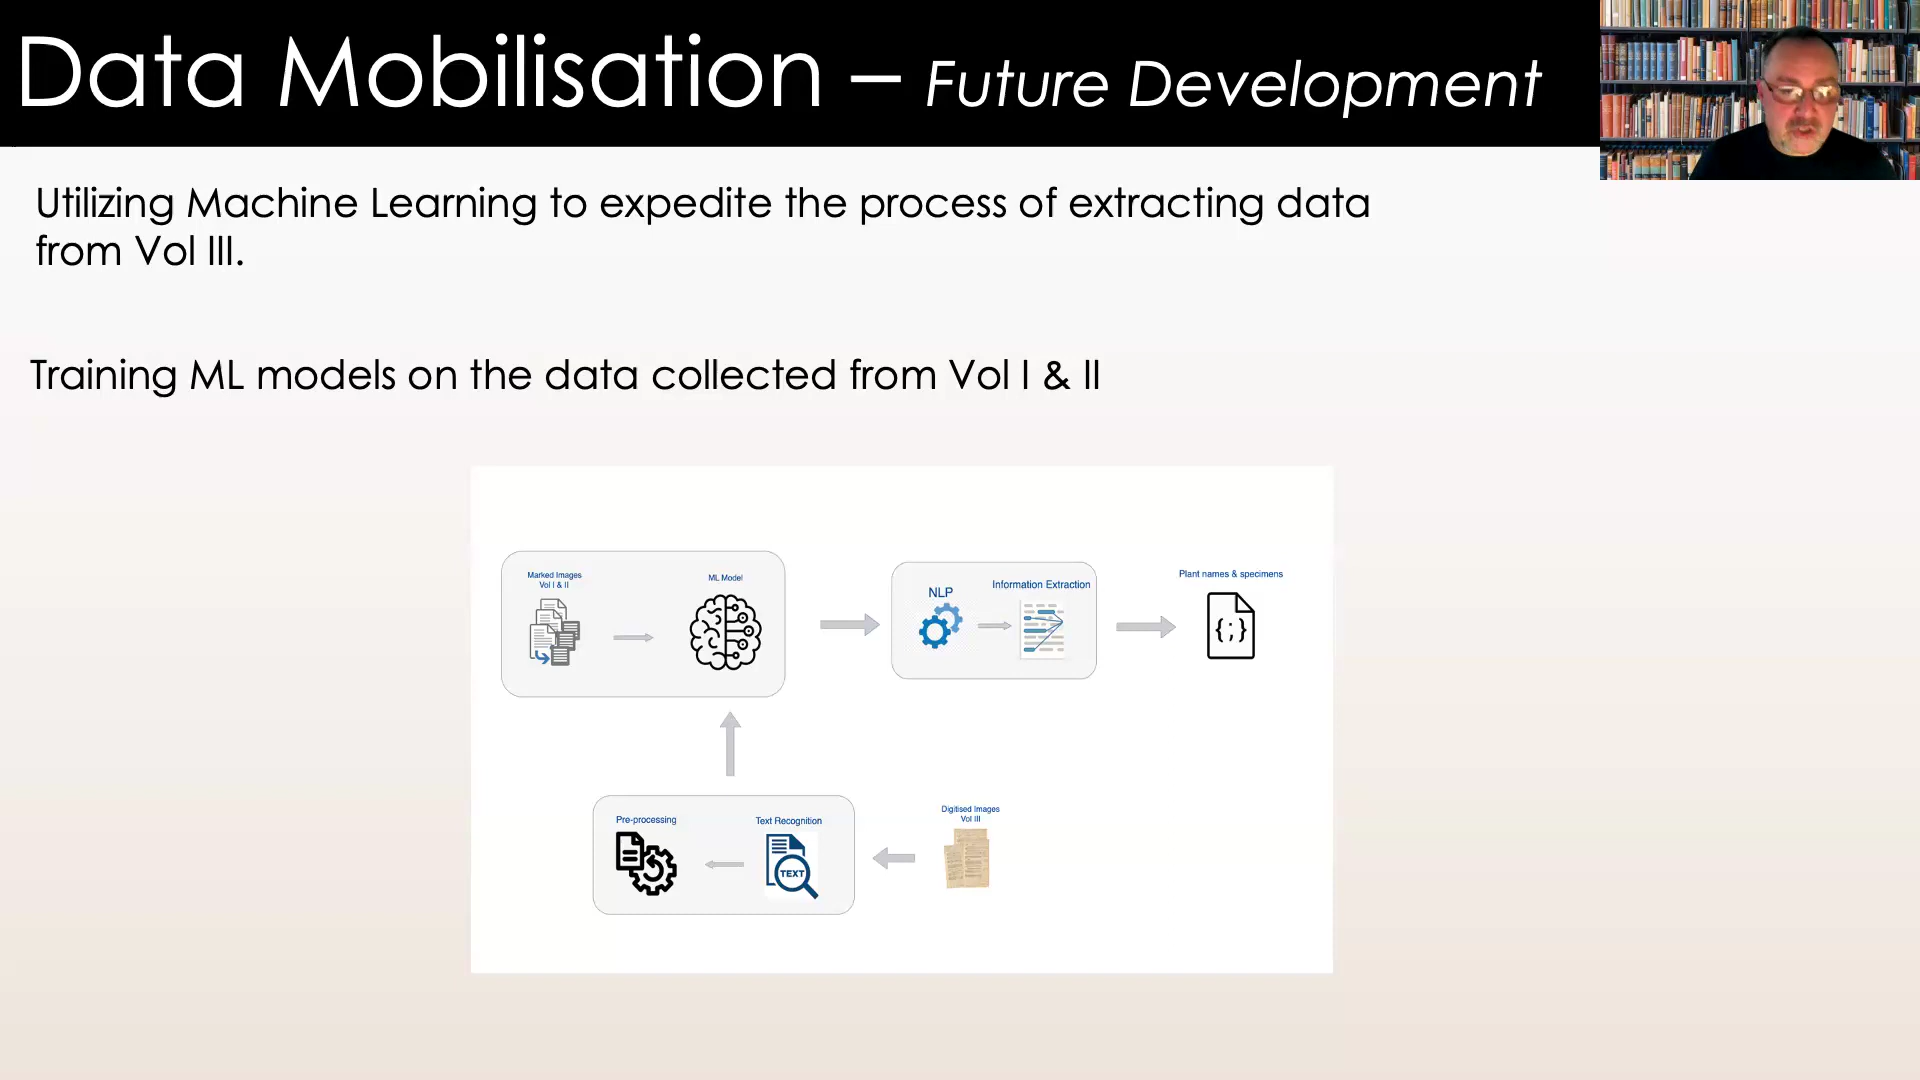 Data Mobilisation – Future Development
Utilizing Machine Learning to expedite the process of extracting data
from Vol III.
Training ML models on the data collected from Vol I & II
Marked Images
Vol I & II
ML Model
NLP
Information Extraction
Plant names & specimens
{;}
Pre-processing
Text Recognition
TEXT
Digitised Images
Vol III